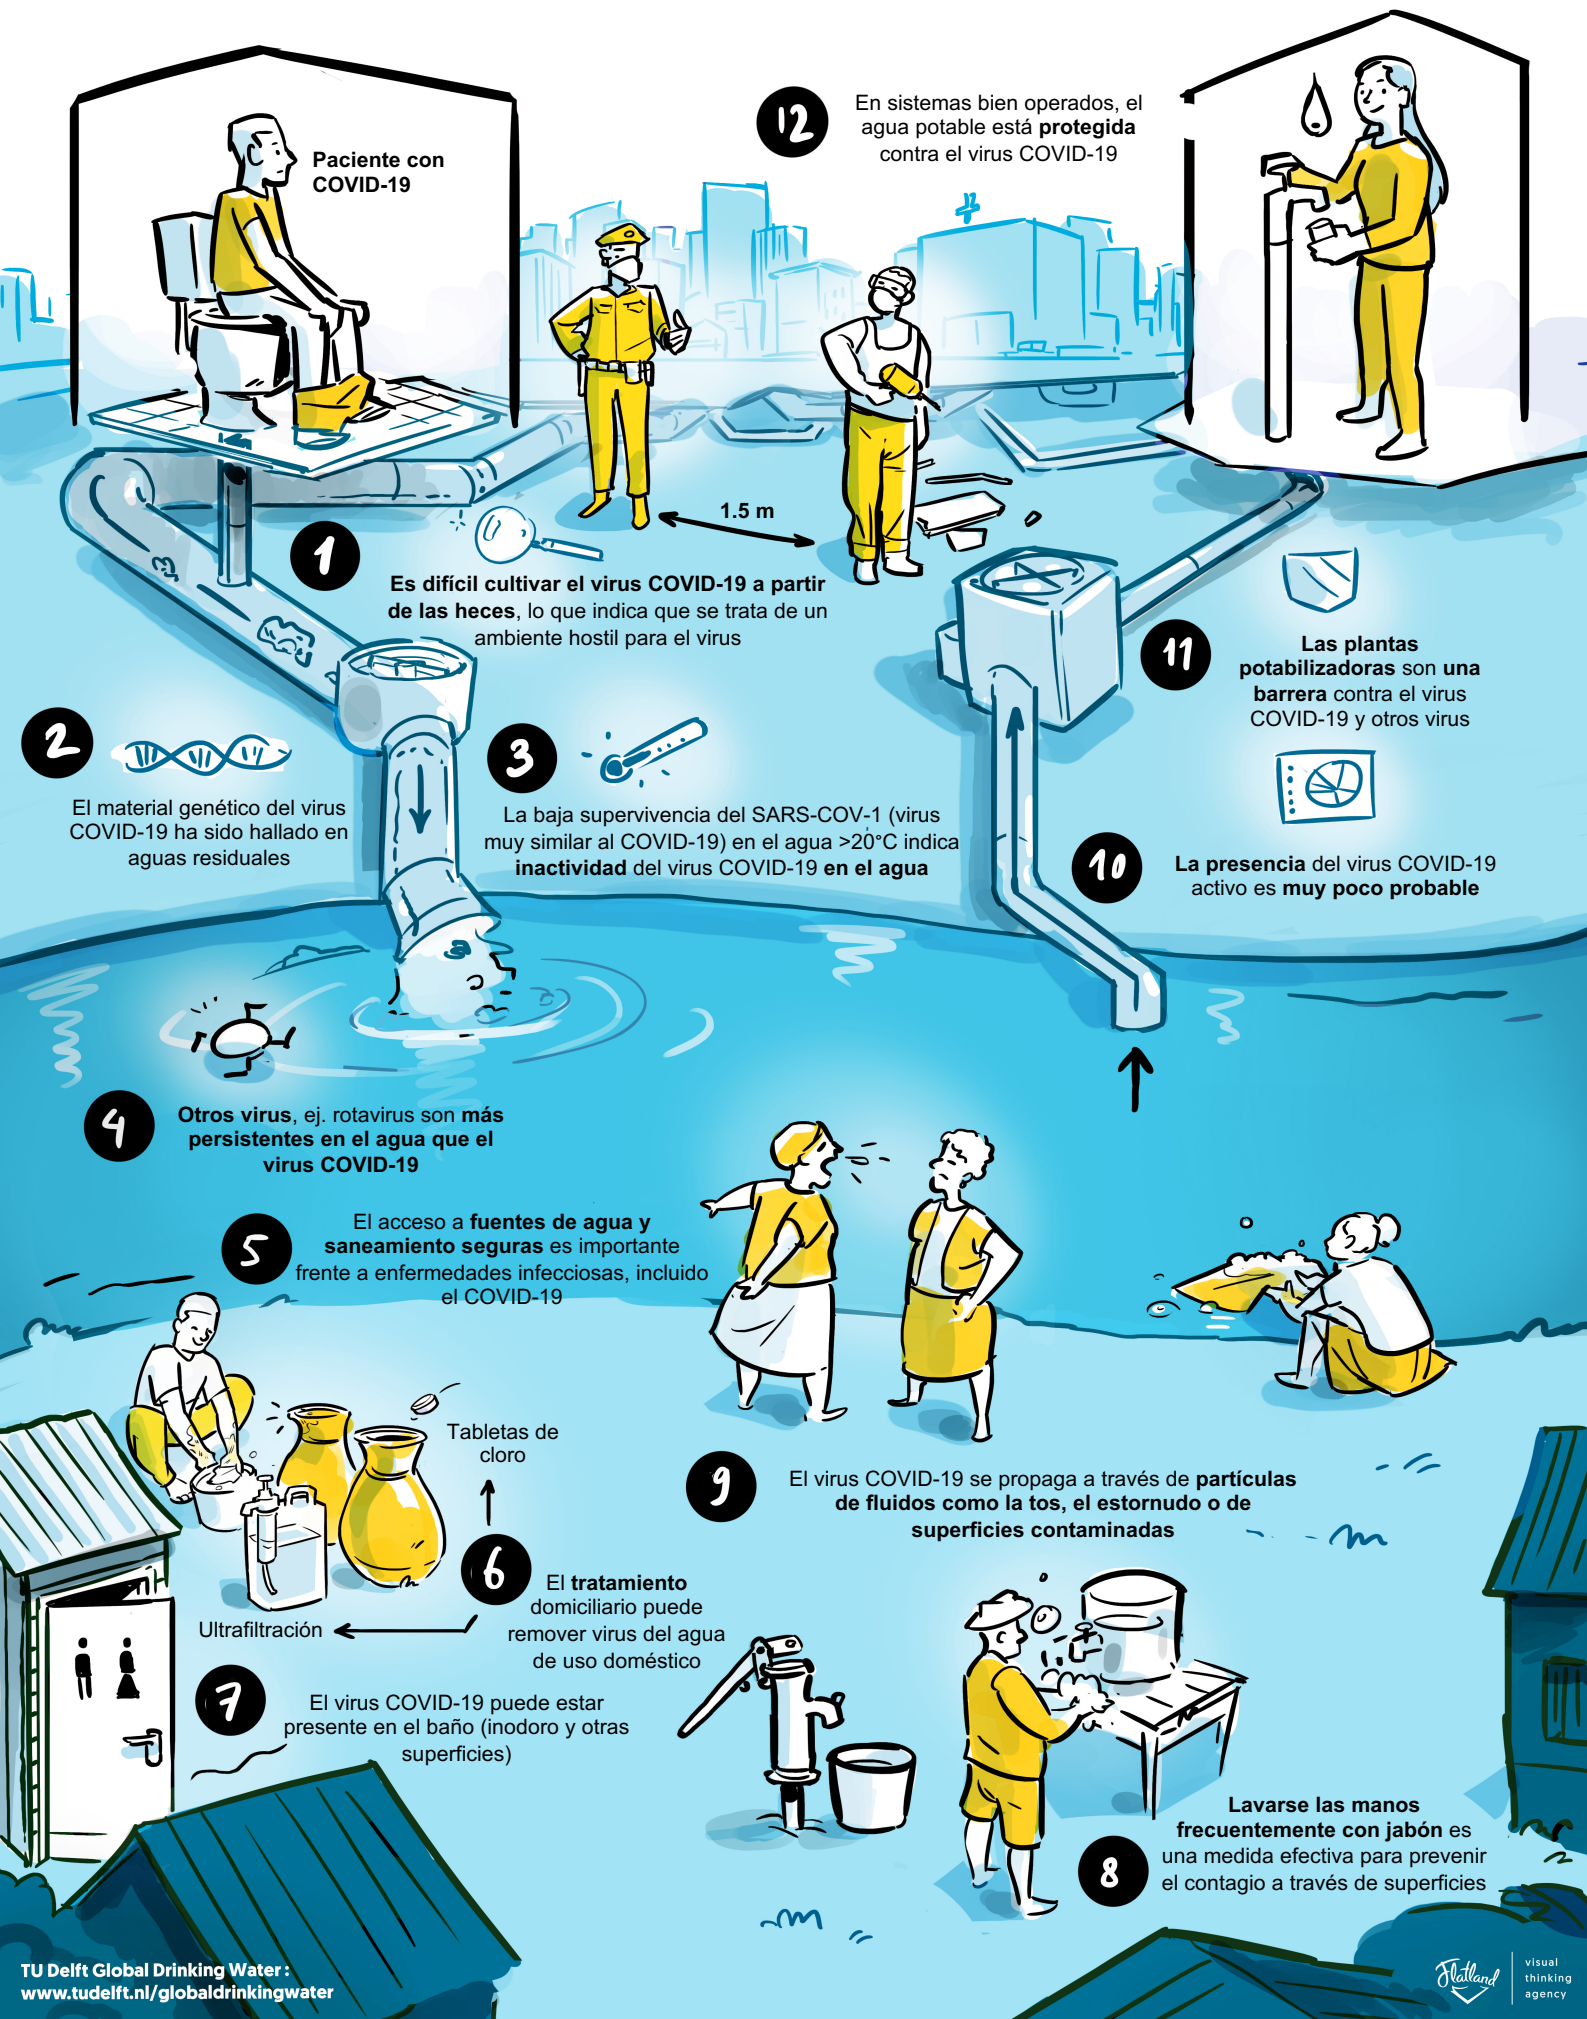 Paciente con
COVID-19
12
En sistemas bien operados, el
agua potable está protegida
contra el virus COVID-19
1.5 m
1
Es difícil cultivar el virus COVID-19 a partir
de las heces, lo que indica que se trata de un
ambiente hostil para el virus
11
Las plantas
potabilizadoras son una
barrera contra el virus
COVID-19 y otros virus
2
El material genético del virus
COVID-19 ha sido hallado en
aguas residuales
3
La baja supervivencia del SARS-COV-1 (virus
muy similar al COVID-19) en el agua >20°C indica
inactividad del virus COVID-19 en el agua
10
La presencia del virus COVID-19
activo es muy poco probable
4
Otros virus, ej. rotavirus son más
persistentes en el agua que el
virus COVID-19
5
El acceso a fuentes de agua y
saneamiento seguras es importante
frente a enfermedades infecciosas, incluido
el COVID-19
Tabletas de
cloro
9
El virus COVID-19 se propaga a través de partículas
de fluidos como la tos, el estornudo o de
superficies contaminadas
6
El tratamiento
domiciliario puede
remover virus del agua
de uso doméstico
Ultrafiltración
7
El virus COVID-19 puede estar
presente en el baño (inodoro y otras
superficies)
8
Lavarse las manos
frecuentemente con jabón es
una medida efectiva para prevenir
el contagio a través de superficies
TU Delft Global Drinking Water :
www.tudelft.nl/globaldrinkingwater
Flatland
visual
thinking
agency